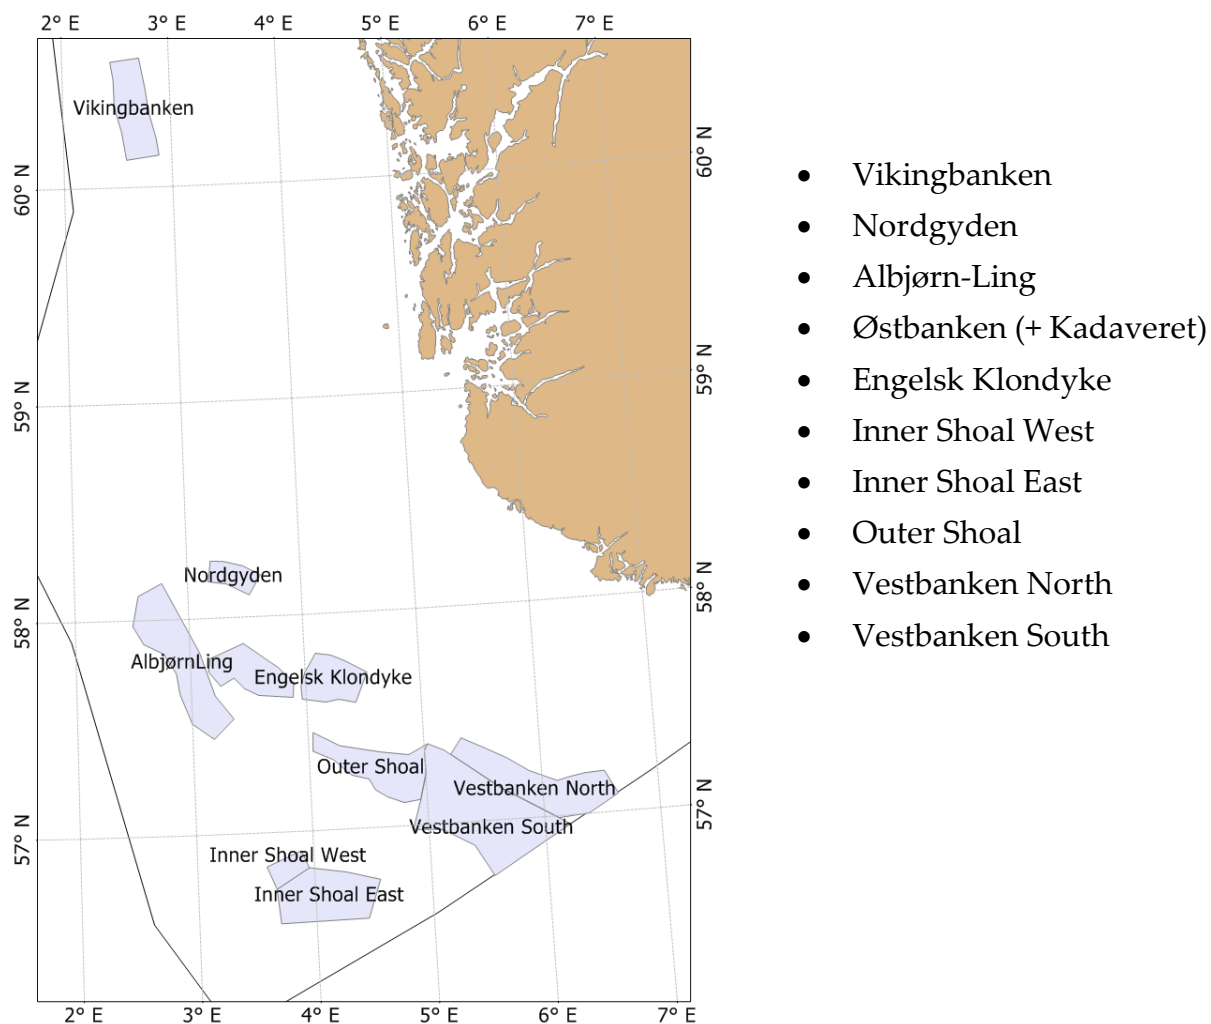 2° E 3° E 4° E 5° E 6° E 7° E
Vikingbanken
60° N
60° N
59° N
59° N
Nordgyden
58° N
58° N
AlbjørnLing
Engelsk Klondyke
Outer Shoal
Vestbanken North
Vestbanken South
57° N
57° N
Inner Shoal West
Inner Shoal East
2° E 3° E 4° E 5° E 6° E 7° E
• Vikingbanken
• Nordgyden
• Albjørn-Ling
• Østbanken (+ Kadaveret)
• Engelsk Klondyke
• Inner Shoal West
• Inner Shoal East
• Outer Shoal
• Vestbanken North
• Vestbanken South